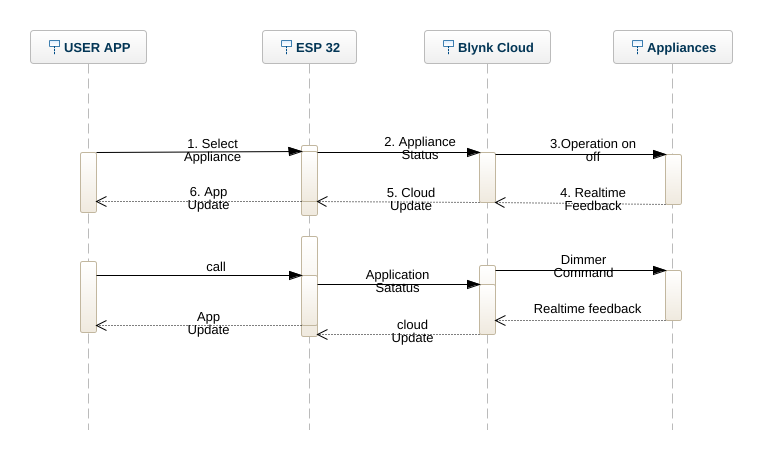 USER APP
ESP 32
Blynk Cloud
Appliances
1. Select
Appliance
2. Appliance
Status
3.Operation on
off
6. App
Update
5. Cloud
Update
4. Realtime
Feedback
call
Application
Satatus
Dimmer
Command
App
Update
cloud
Update
Realtime feedback